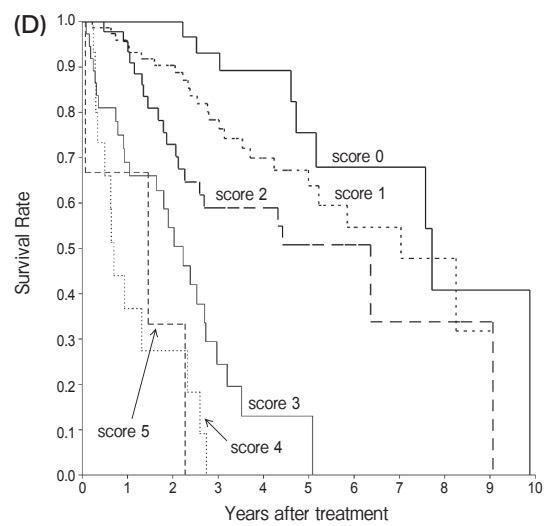 (D)
1.0
0.9
0.8
0.7
0.6
0.5
0.4
0.3
0.2
0.1
0.0
Survival Rate
score 0
score 1
score 2
score 3
score 5
score 4
0 1 2 3 4 5 6 7 8 9 10
Years after treatment